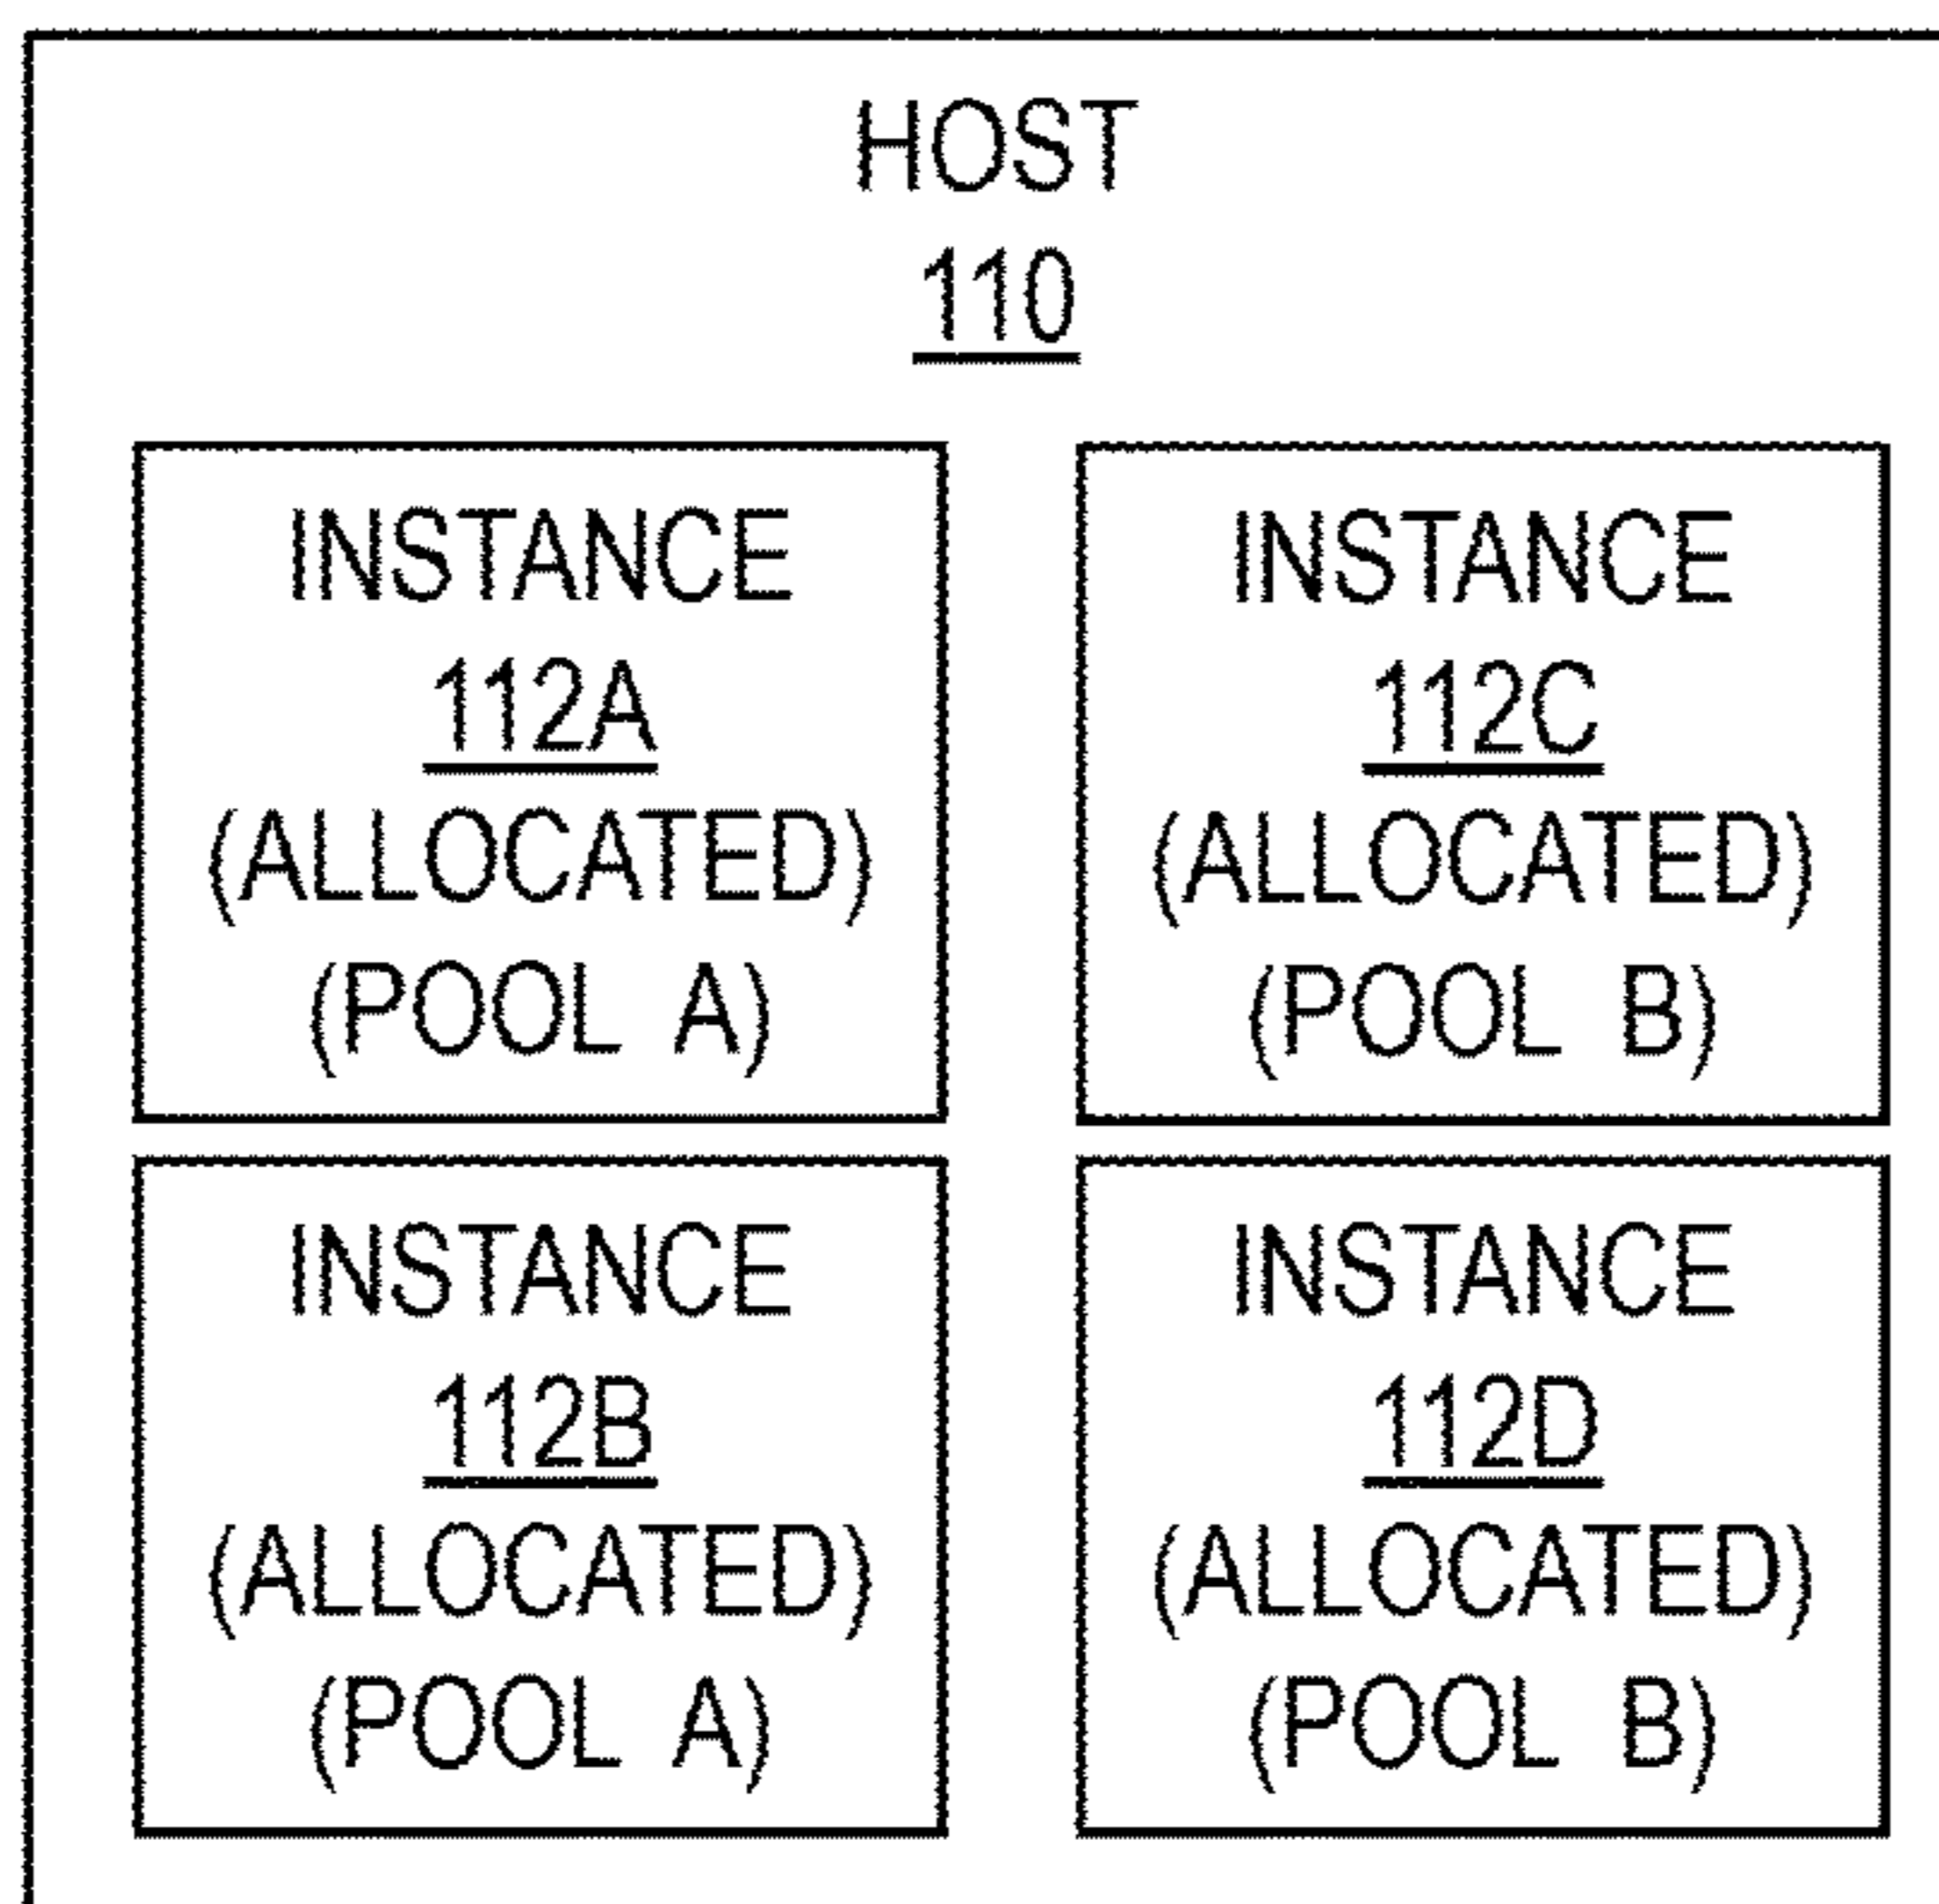 HOST
110
INSTANCE
112A
(ALLOCATED)
(POOL A)
INSTANCE
112C
(ALLOCATED)
(POOL B)
INSTANCE
112B
(ALLOCATED)
(POOL A)
INSTANCE
112D
(ALLOCATED)
(POOL B)